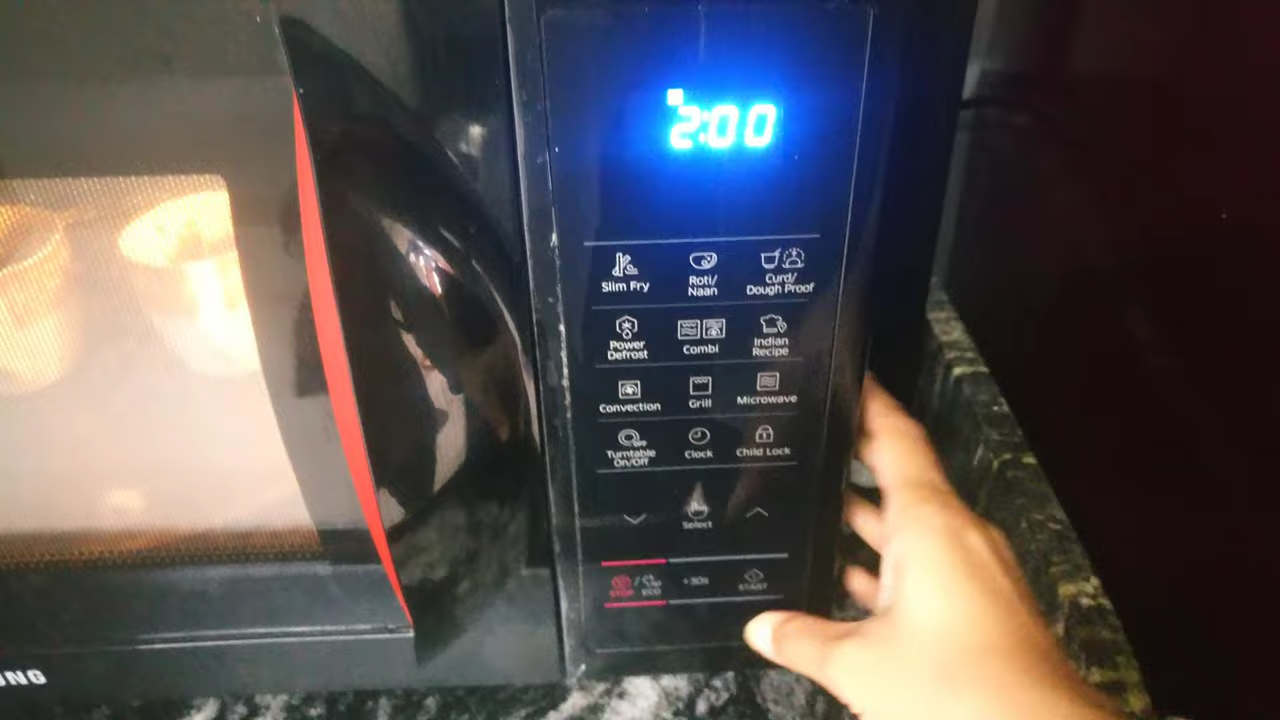 2:00
Slim Fry
Roti/
Naan
Curd/
Dough Proof
Power
Defrost
Combi
Indian
Recipe
Convection
Grill
Microwave
Turntable
On/Off
Clock
Child Lock
Select
STOP / ECO
+30s
START